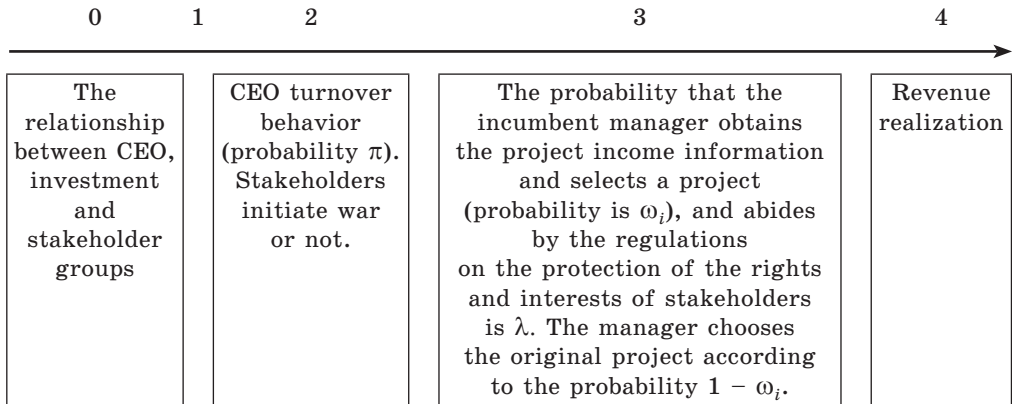 0 1 2 3 4
The
relationship
between CEO,
investment
and
stakeholder
groups
CEO turnover
behavior
(probability π).
Stakeholders
initiate war
or not.
The probability that the
incumbent manager obtains
the project income information
and selects a project
(probability is ωᵢ), and abides
by the regulations
on the protection of the rights
and interests of stakeholders
is λ. The manager chooses
the original project according
to the probability 1 − ωᵢ.
Revenue
realization